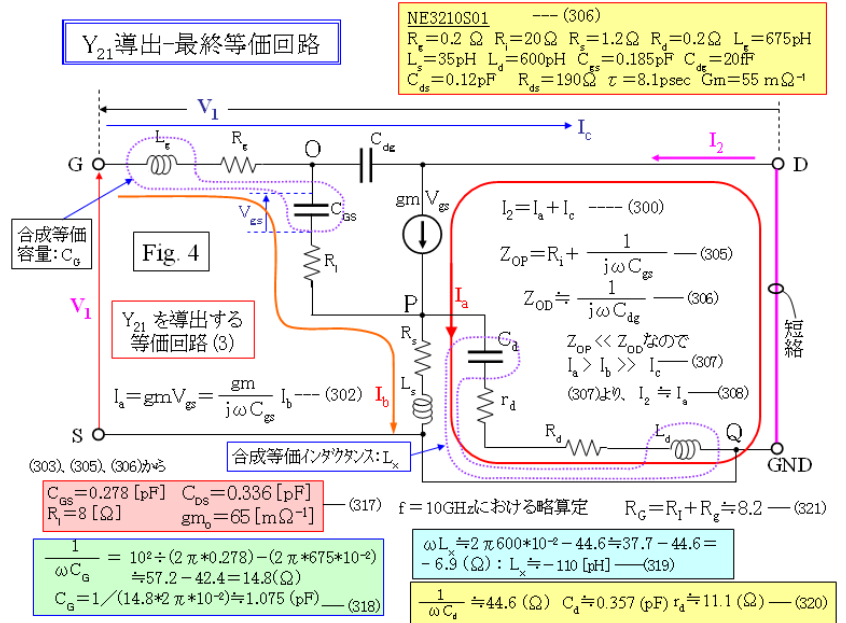 Y21導出-最終等価回路
NE3210S01 --- (306)
Rg=0.2 Ω Ri=20Ω Rs=1.2Ω Rd=0.2Ω Lg=675pH
Ls=35pH Ld=600pH Cgs=0.185pF Cdg=20fF
Cds=0.12pF Rds=190Ω τ=8.1psec Gm=55 mΩ⁻¹
V1
Ic
Lg
Rg
O
Cdg
I2
G
D
Vgs
CGS
gmVgs
I2=Ia+Ic ----(300)
合成等価
容量:CG
Fig. 4
RI
ZOP=Ri+ 1/jωCgs —(305)
V1
P
Ia
ZOD≒ 1/jωCdg —(306)
短絡
Y21 を導出する
等価回路(3)
Rs
Cd
ZOP << ZODなので
Ia > Ib >> Ic —(307)
(307)より、I2 ≒ Ia —(308)
Ia=gmVgs= gm/jωCgs Ib--- (302)
Ib
Ls
rd
Rd
Ld
Q
S
GND
合成等価インダクタンス:Lx
(303)、(305)、(306)から
CGS=0.278 [pF] CDS=0.336 [pF]
RI=8 [Ω] gmo=65 [mΩ⁻¹] —(317)
f=10GHzにおける略算定 RG=RI+Rg≒8.2 —(321)
1/ωCG = 10²÷(2π*0.278)-(2π*675*10⁻²)
≒57.2-42.4=14.8(Ω)
CG=1/(14.8*2π*10⁻²)≒1.075 (pF) —(318)
ωLx≒2π600*10⁻²-44.6≒37.7-44.6=
-6.9 (Ω): Lx≒-110 [pH] —(319)
1/ωCd ≒44.6 (Ω) Cd≒0.357 (pF) rd≒11.1 (Ω) —(320)